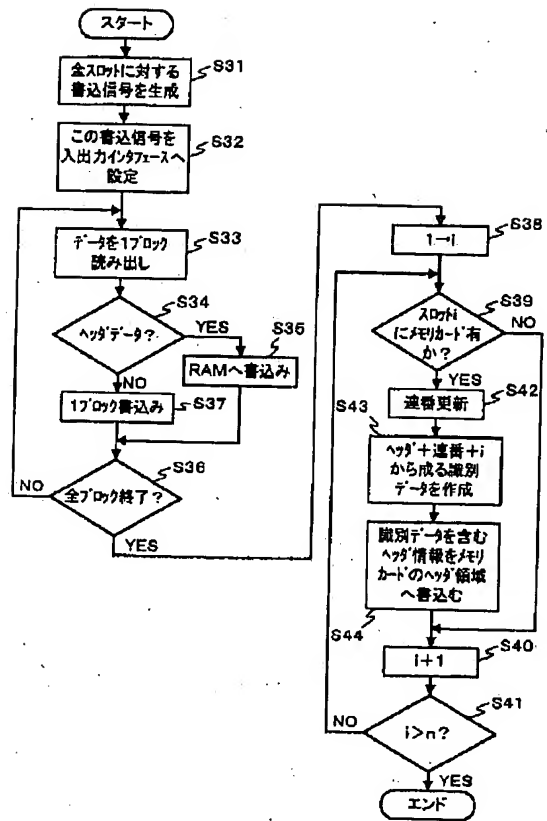 スタート
全スロットに対する
書込信号を生成
S31
この書込信号を
入出力インタフェースへ
設定
S32
データを1ブロック
読み出し
S33
ヘッダデータ?
S34
YES
S35
RAMへ書込み
NO
1ブロック書込み
S37
全ブロック終了?
S36
NO
YES
1→i
S38
スロットi
にメモリカード有
か?
S39
NO
YES
連番更新
S42
S43
ヘッダ+連番+i
から成る識別
データを作成
識別データを含む
ヘッダ情報をメモリ
カードのヘッダ領域
へ書込む
S44
i+1
S40
i>n?
S41
NO
YES
エンド